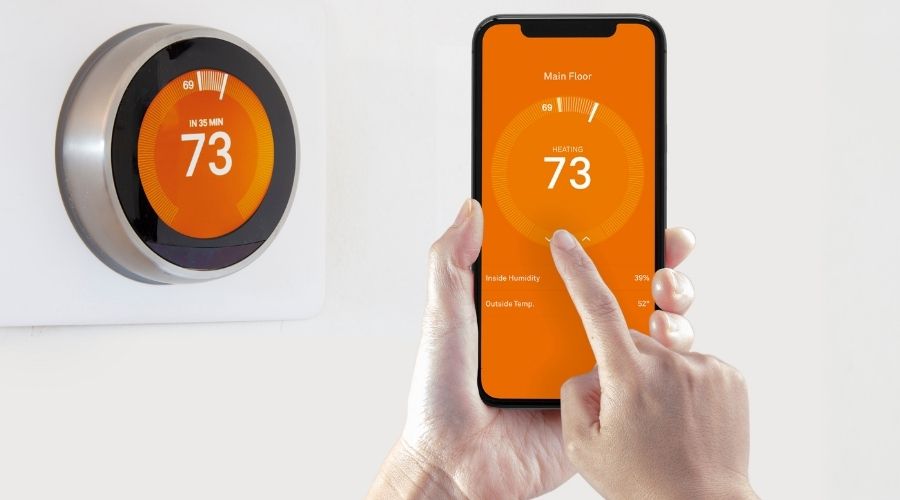 69
IN 35 MIN
73
Main Floor
69
HEATING
73
Inside Humidity 39%
Outside Temp. 52°